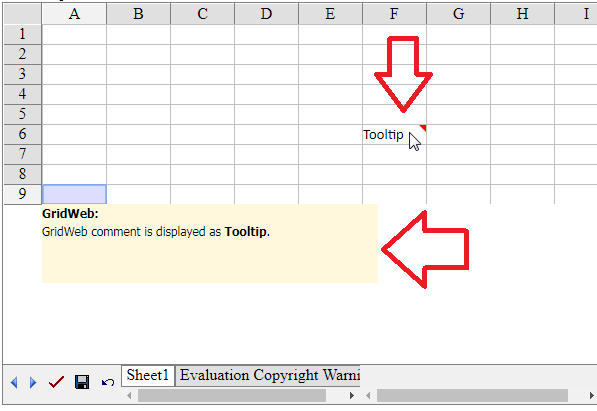 A B C D E F G H I
1
2
3
4
5
6 Tooltip
7
8
9
GridWeb:
GridWeb comment is displayed as Tooltip.
Sheet1 Evaluation Copyright Warni